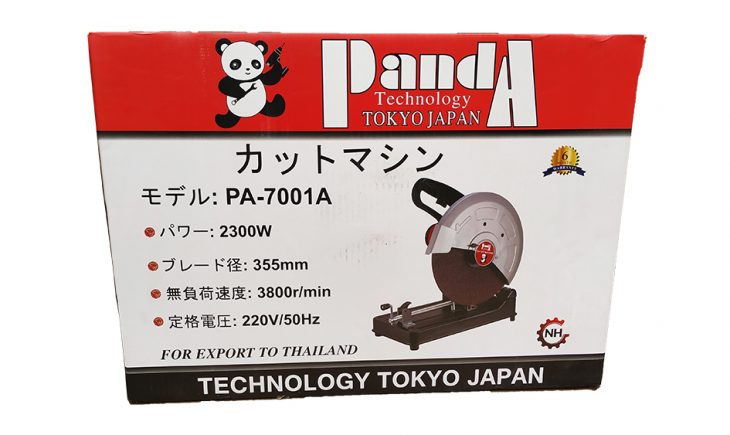 PandA
Technology
TOKYO JAPAN
カットマシン
モデル: PA-7001A
パワー: 2300W
ブレード径: 355mm
無負荷速度: 3800r/min
定格電圧: 220V/50Hz
6
WARRANTY
NH
FOR EXPORT TO THAILAND
TECHNOLOGY TOKYO JAPAN